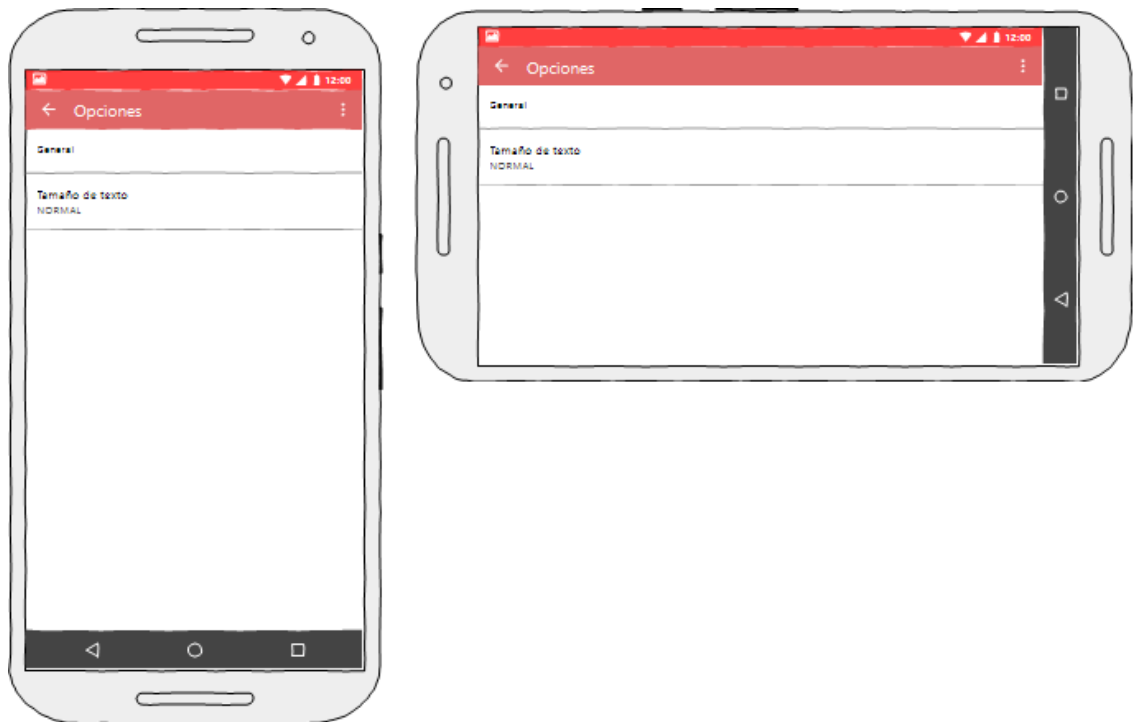 12:00
Opciones
General
Tamaño de texto
NORMAL
12:00
Opciones
General
Tamaño de texto
NORMAL